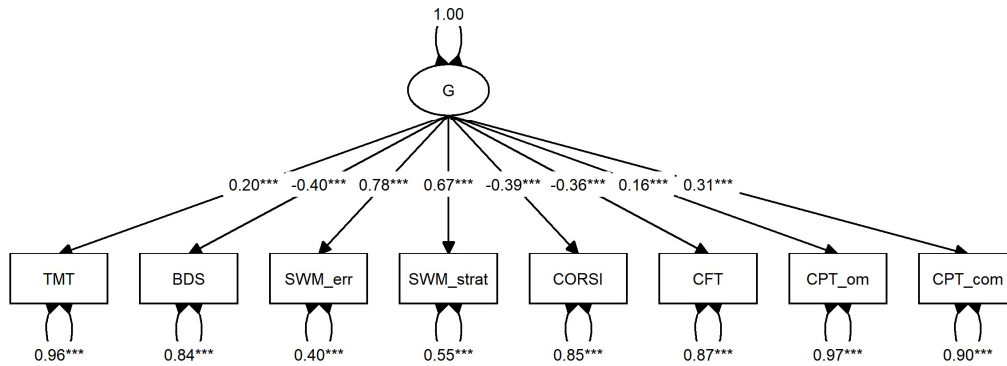 1.00
G
0.20*** -0.40*** 0.78*** 0.67*** -0.39*** -0.36*** 0.16*** 0.31***
TMT BDS SWM_err SWM_strat CORSI CFT CPT_om CPT_com
0.96*** 0.84*** 0.40*** 0.55*** 0.85*** 0.87*** 0.97*** 0.90***